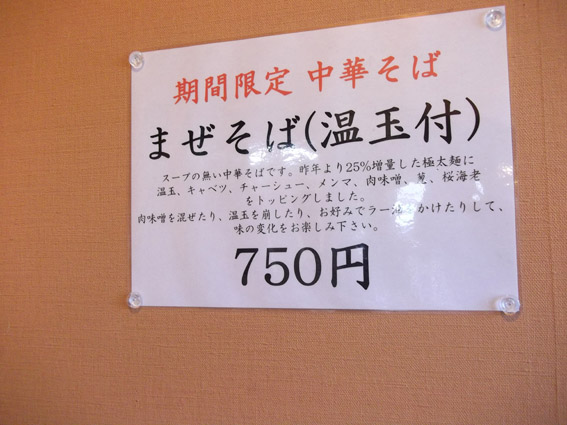 期間限定 中華そば
まぜそば(温玉付)
スープの無い中華そばです。昨年より25%増量した極太麺に
温玉、キャベツ、チャーシュー、メンマ、肉味噌、葱、桜海老
をトッピングしました。
肉味噌を混ぜたり、温玉を崩したり、お好みでラー油 かけたりして、
味の変化をお楽しみ下さい。
750円